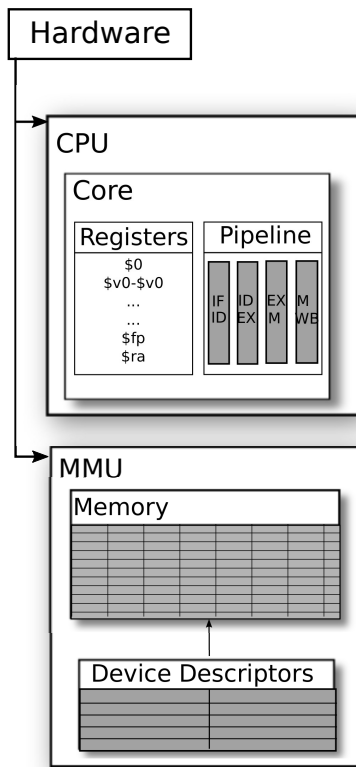 Hardware
CPU
Core
Registers
$0
$v0-$v0
...
...
$fp
$ra
Pipeline
IF
ID
ID
EX
EX
M
M
WB
MMU
Memory
Device Descriptors